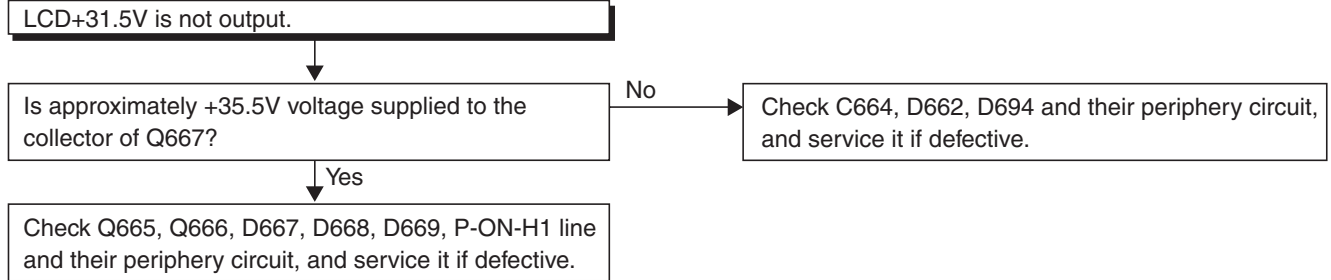 LCD+31.5V is not output.
Is approximately +35.5V voltage supplied to the
collector of Q667?
No
Check C664, D662, D694 and their periphery circuit,
and service it if defective.
Yes
Check Q665, Q666, D667, D668, D669, P-ON-H1 line
and their periphery circuit, and service it if defective.